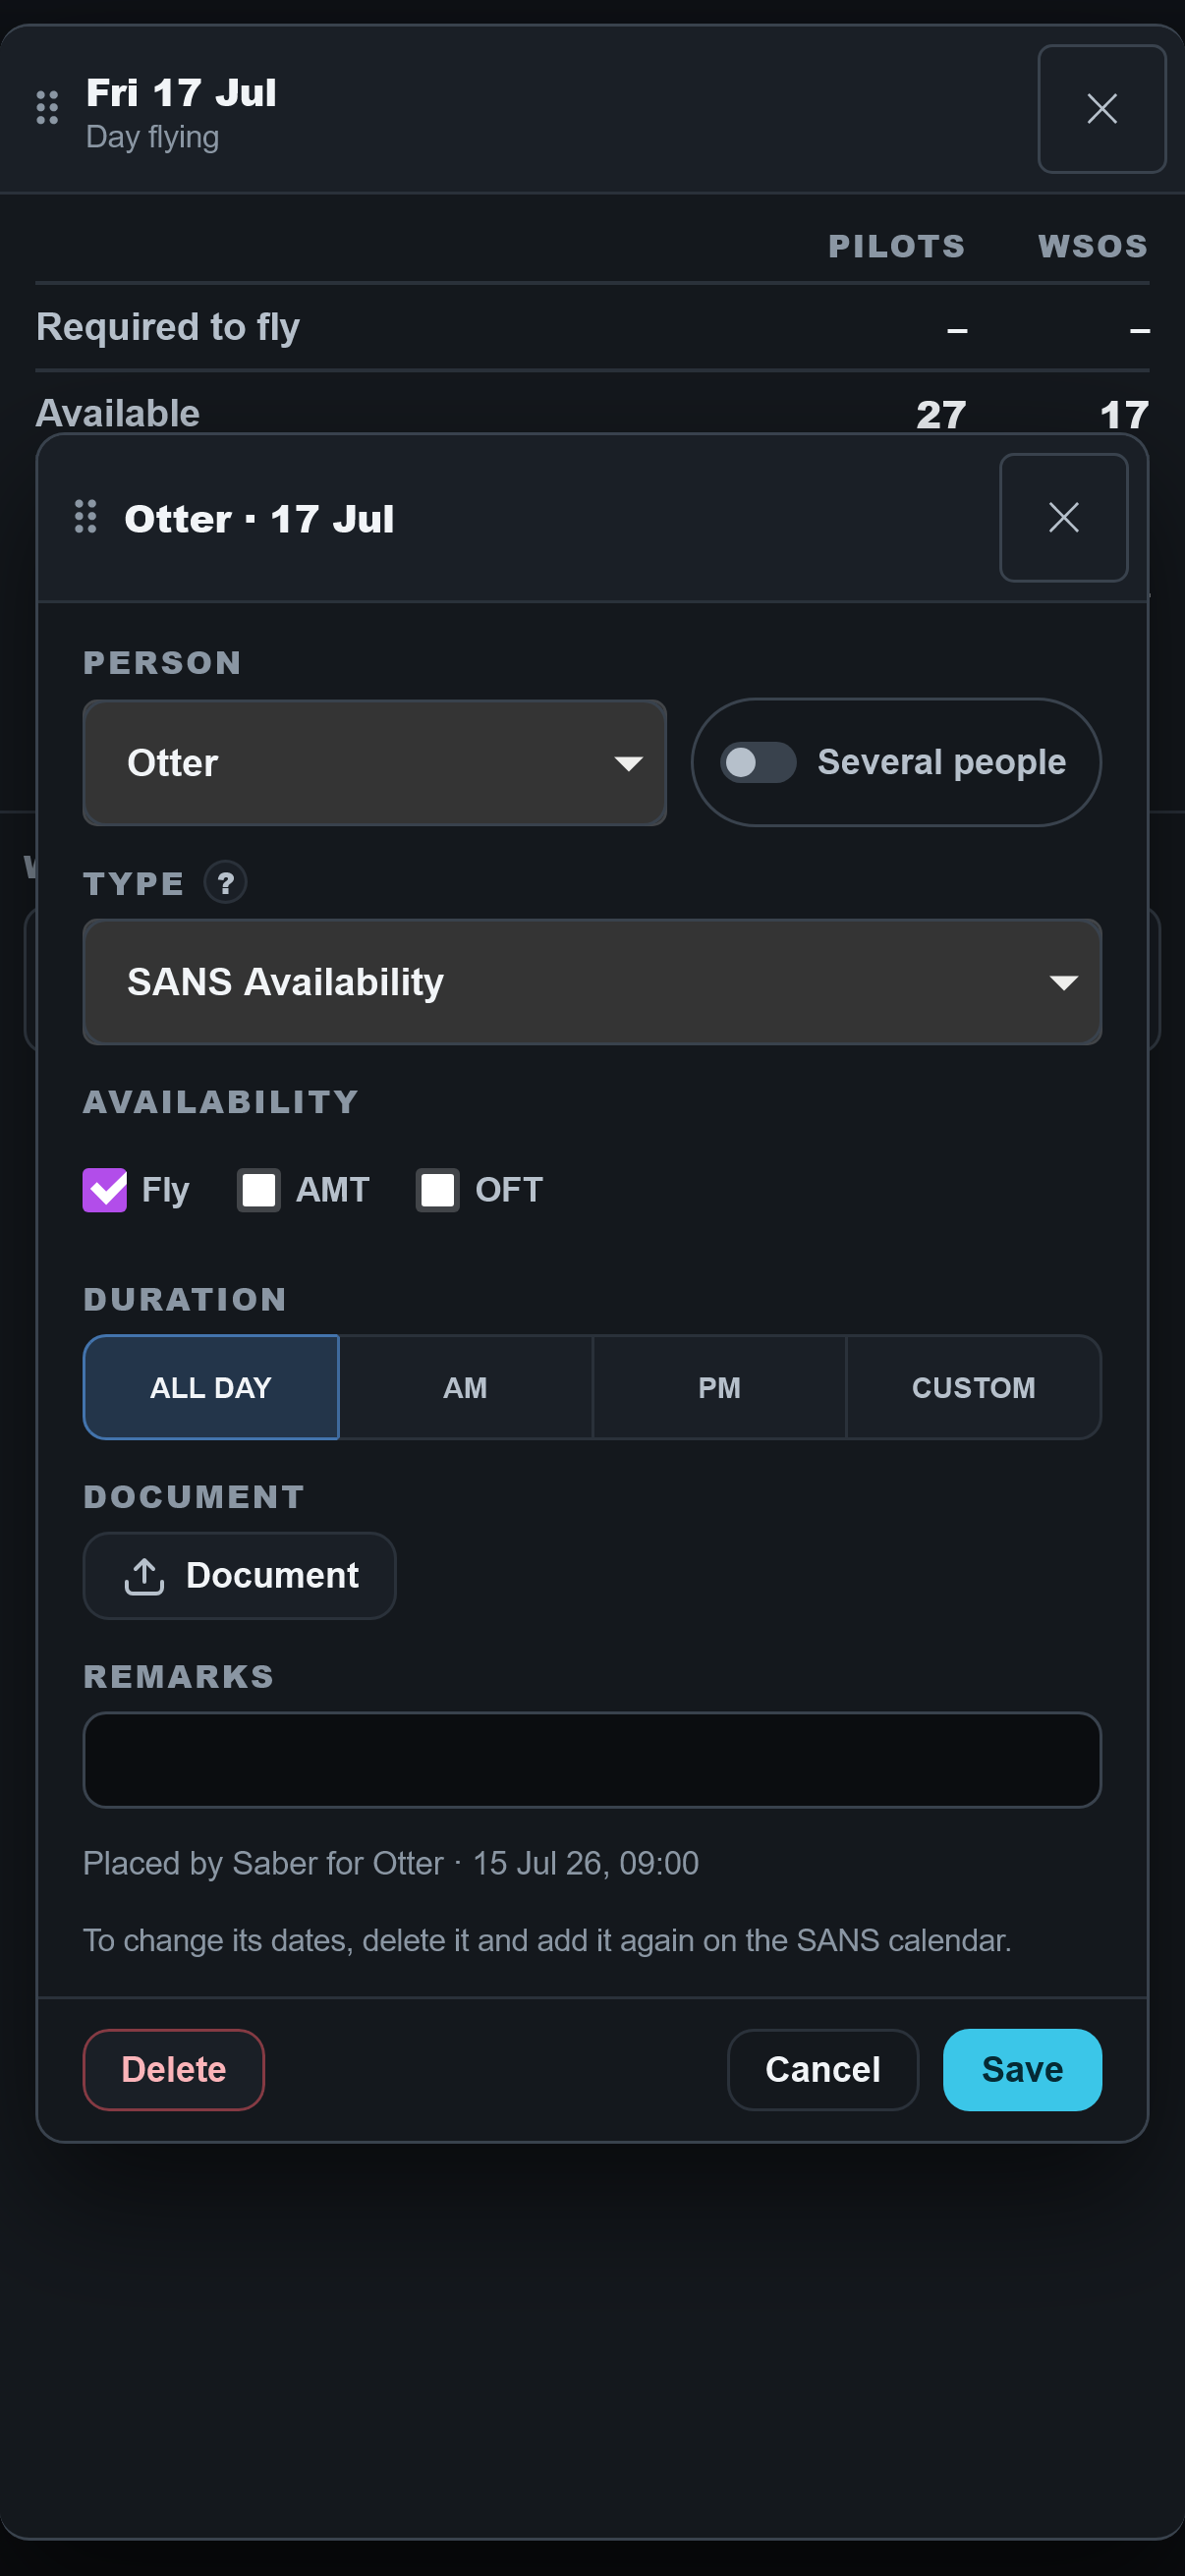 Fri 17 Jul
Day flying
PILOTS WSOS
Required to fly – –
Available 27 17
Otter · 17 Jul
PERSON
Otter
Several people
TYPE ?
SANS Availability
AVAILABILITY
Fly AMT OFT
DURATION
ALL DAY AM PM CUSTOM
DOCUMENT
Document
REMARKS
Placed by Saber for Otter · 15 Jul 26, 09:00
To change its dates, delete it and add it again on the SANS calendar.
Delete Cancel Save